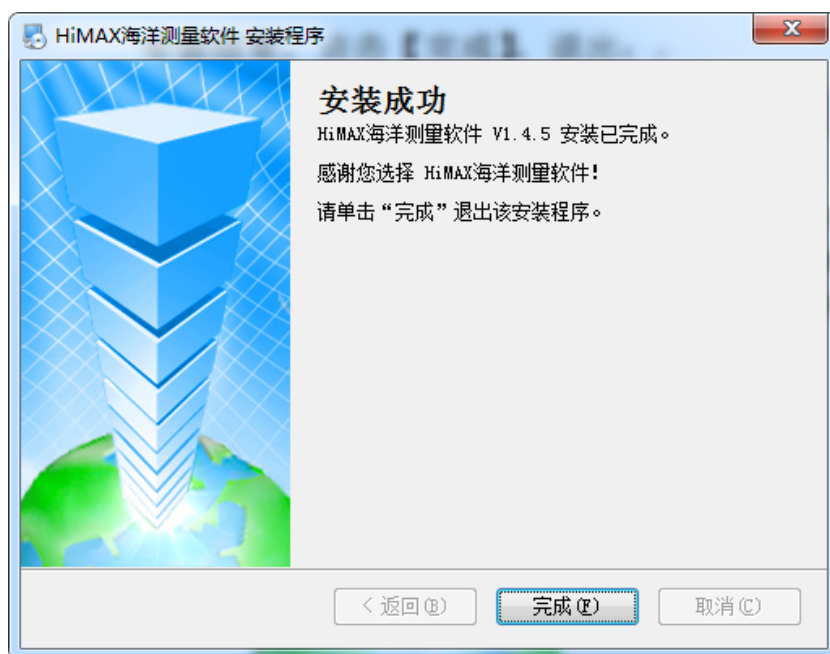 HiMAX海洋测量软件 安装程序
安装成功
HiMAX海洋测量软件 V1.4.5 安装已完成。
感谢您选择 HiMAX海洋测量软件!
请单击“完成”退出该安装程序。
< 返回(B) 完成(F) 取消(C)